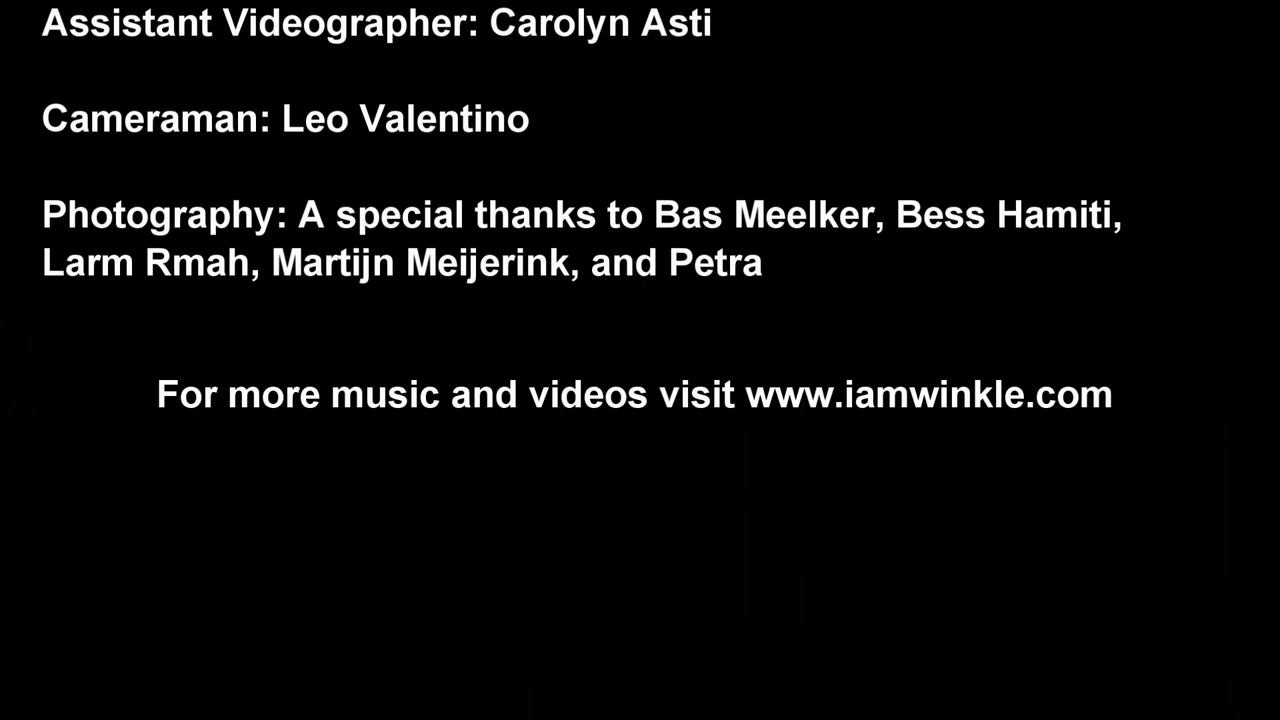 Assistant Videographer: Carolyn Asti
Cameraman: Leo Valentino
Photography: A special thanks to Bas Meelker, Bess Hamiti,
Larm Rmah, Martijn Meijerink, and Petra
For more music and videos visit www.iamwinkle.com